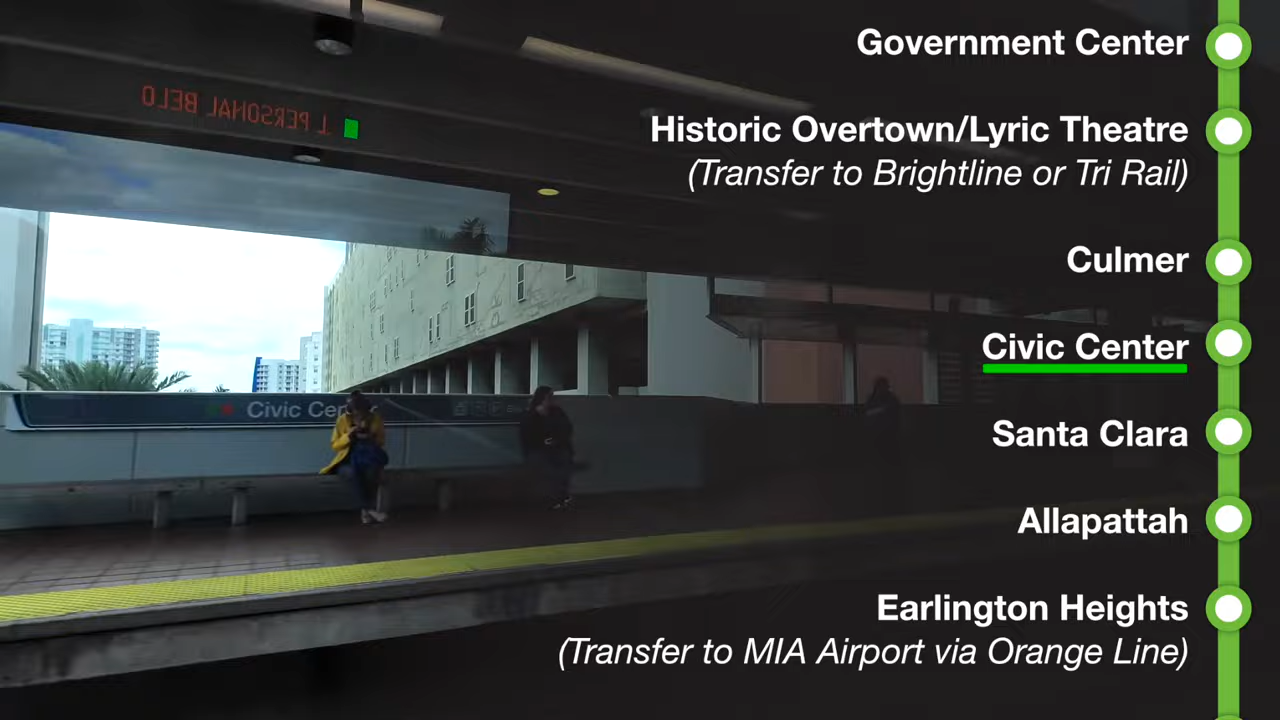 Government Center
Historic Overtown/Lyric Theatre
(Transfer to Brightline or Tri Rail)
Culmer
Civic Center
Santa Clara
Allapattah
Earlington Heights
(Transfer to MIA Airport via Orange Line)
L PERSONAL BELO
Civic Cen